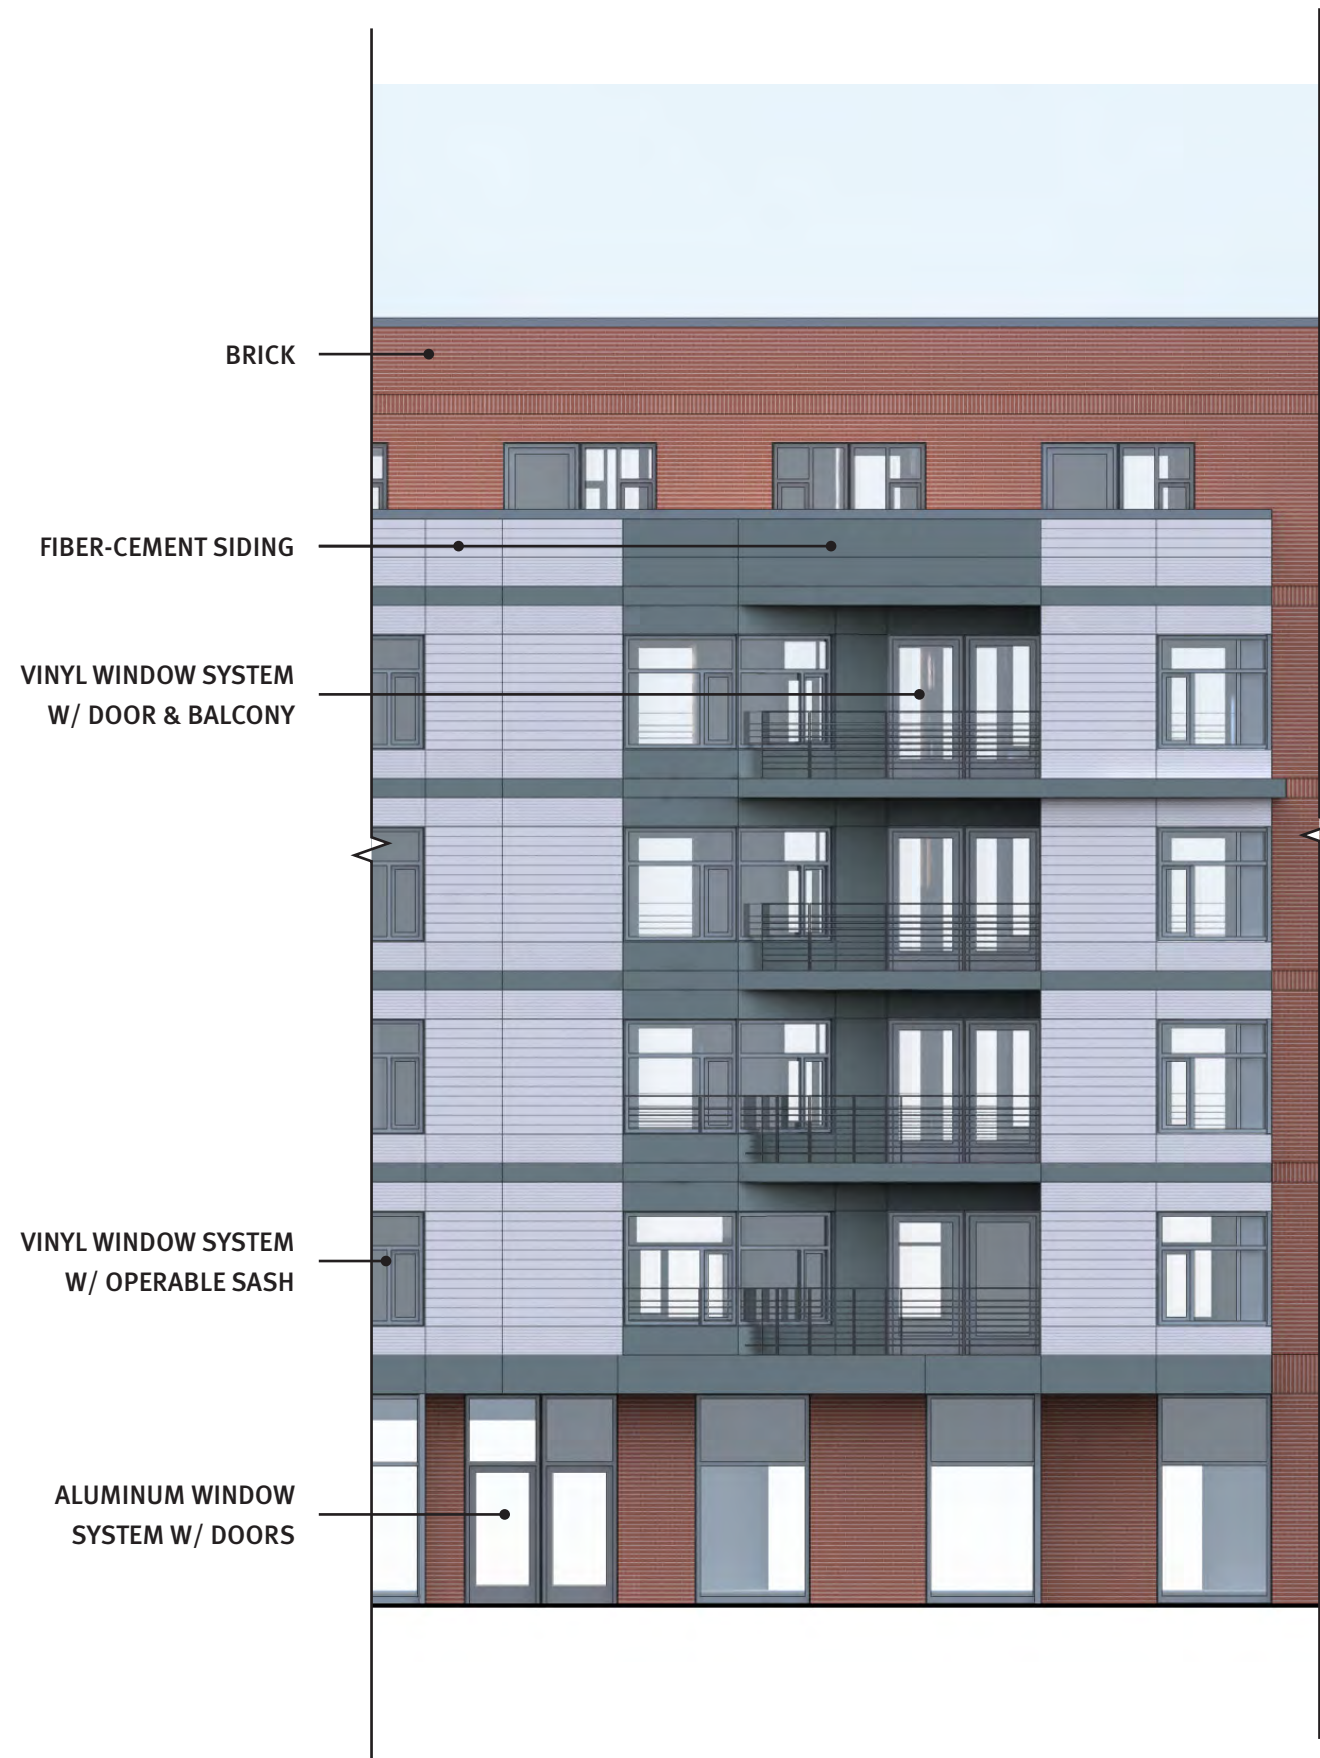 BRICK
FIBER-CEMENT SIDING
VINYL WINDOW SYSTEM
W/ DOOR & BALCONY
VINYL WINDOW SYSTEM
W/ OPERABLE SASH
ALUMINUM WINDOW
SYSTEM W/ DOORS